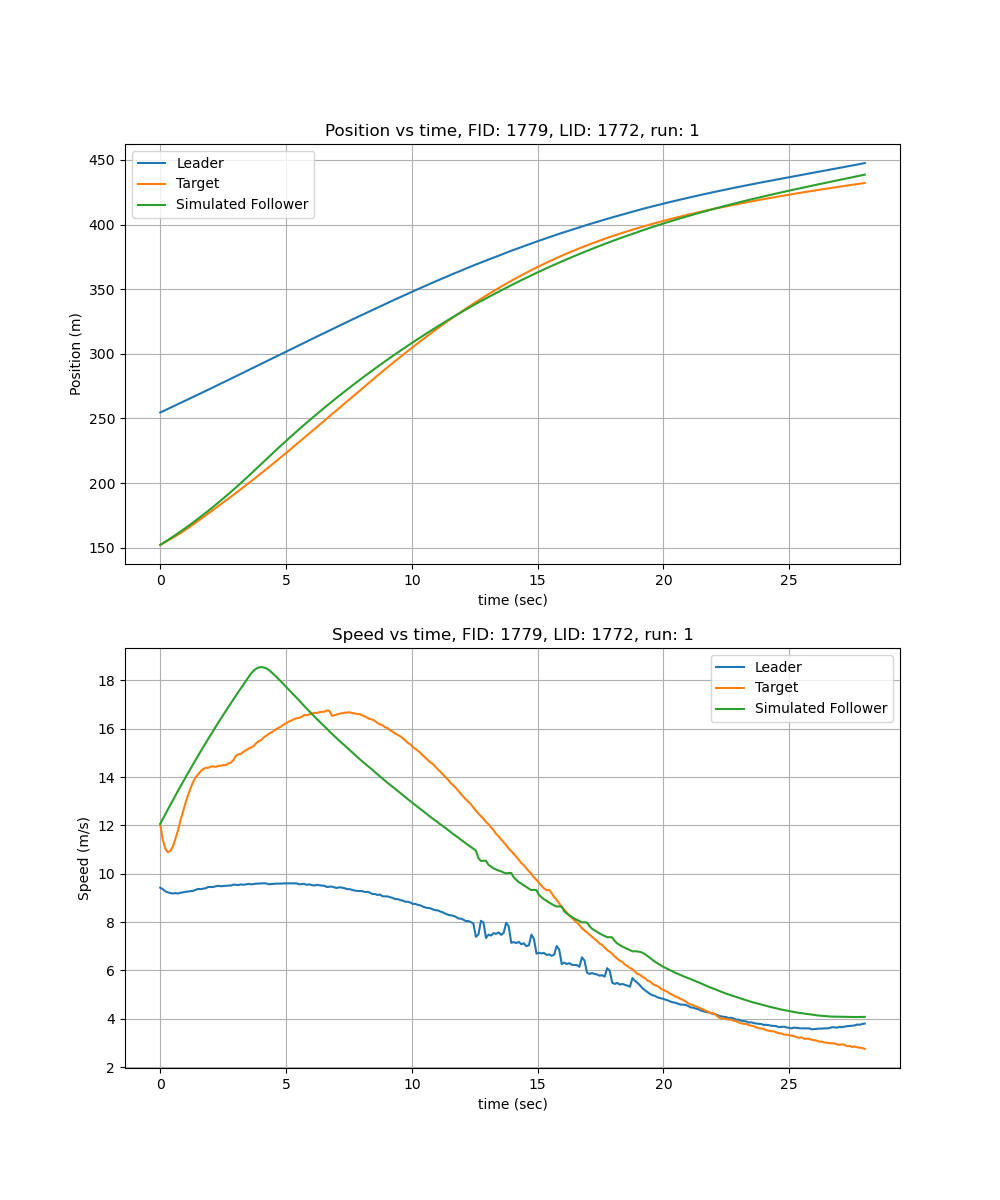 Position vs time, FID: 1779, LID: 1772, run: 1
Leader
Target
Simulated Follower
Position (m)
450
400
350
300
250
200
150
0 5 10 15 20 25
time (sec)
Speed vs time, FID: 1779, LID: 1772, run: 1
Leader
Target
Simulated Follower
Speed (m/s)
18
16
14
12
10
8
6
4
2
0 5 10 15 20 25
time (sec)